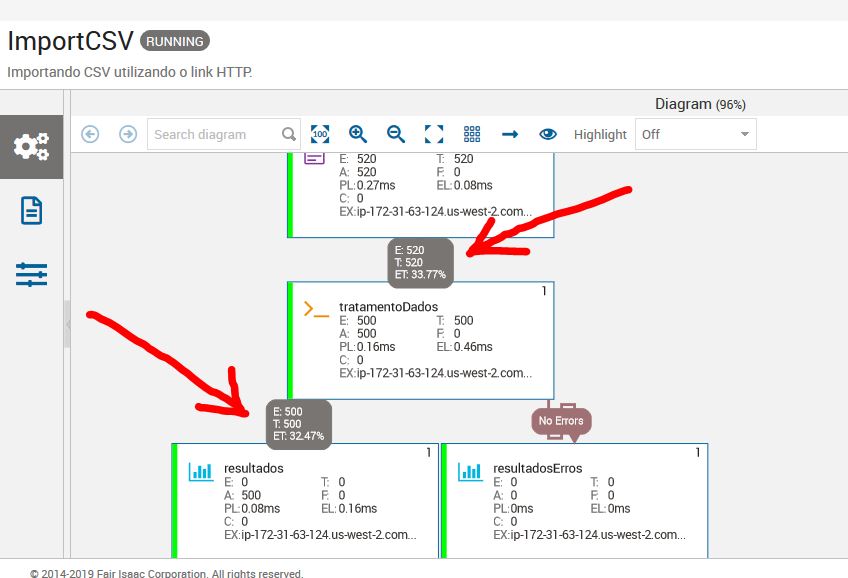 ImportCSV RUNNING
Importando CSV utilizando o link HTTP.
Diagram (96%)
Search diagram 100 Highlight Off
E: 520 T: 520
A: 520 F: 0
PL:0.27ms EL:0.08ms
C: 0
EX:ip-172-31-63-124.us-west-2.com...
E: 520
T: 520
ET: 33.77%
1
tratamentoDados
E: 500 T: 500
A: 500 F: 0
PL:0.16ms EL:0.46ms
C: 0
EX:ip-172-31-63-124.us-west-2.com...
E: 500
T: 500
ET: 32.47%
No Errors
1
resultados
E: 0 T: 0
A: 500 F: 0
PL:0.08ms EL:0.16ms
C: 0
EX:ip-172-31-63-124.us-west-2.com...
1
resultadosErros
E: 0 T: 0
A: 0 F: 0
PL:0ms EL:0ms
C: 0
EX:ip-172-31-63-124.us-west-2.com...
© 2014-2019 Fair Isaac Corporation. All rights reserved.